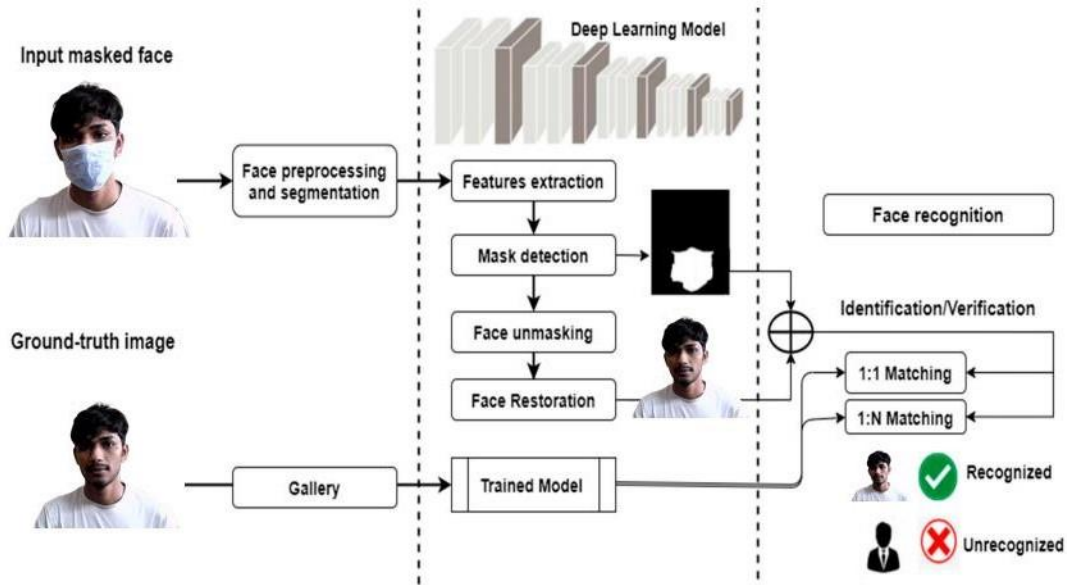 Input masked face
Face preprocessing
and segmentation
Deep Learning Model
Features extraction
Mask detection
Face unmasking
Face Restoration
Face recognition
Identification/Verification
1:1 Matching
1:N Matching
Ground-truth image
Gallery
Trained Model
Recognized
Unrecognized